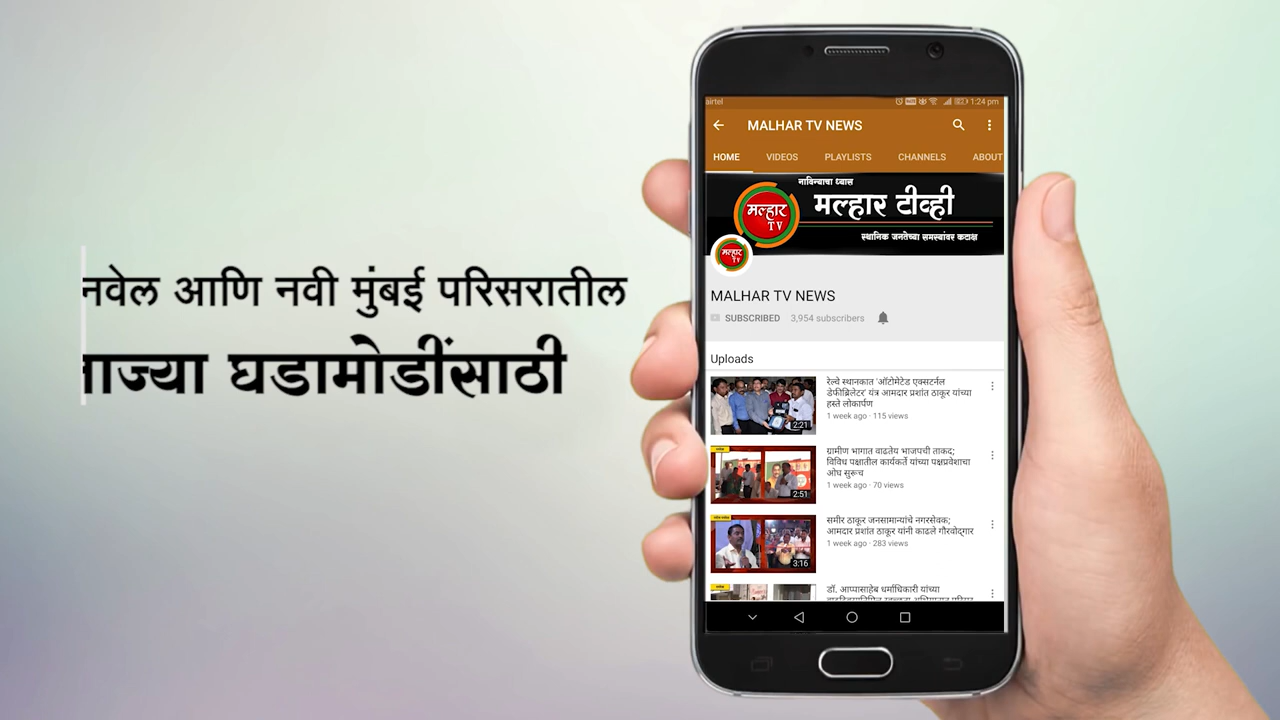 नवेल आणि नवी मुंबई परिसरातील
ाज्या घडामोडींसाठी
airtel
1:24 pm
MALHAR TV NEWS
HOME VIDEOS PLAYLISTS CHANNELS ABOUT
नाविन्याचा ध्यास
मल्हार टीव्ही
स्थानिक जनतेच्या समस्यांवर कटाक्ष
मल्हार
TV
मल्हार
TV
MALHAR TV NEWS
SUBSCRIBED 3,954 subscribers
Uploads
रेल्वे स्थानकात 'ऑटोमेटेड एक्सटर्नल
डेफीब्रिलेटर' यंत्र आमदार प्रशांत ठाकूर यांच्या
हस्ते लोकार्पण
1 week ago · 115 views
2:21
ग्रामीण भागात वाढतेय भाजपची ताकद;
विविध पक्षातील कार्यकर्ते यांच्या पक्षप्रवेशाचा
ओघ सुरूच
1 week ago · 70 views
2:51
समीर ठाकूर जनसामान्यांचे नगरसेवक;
आमदार प्रशांत ठाकूर यांनी काढले गौरवोद्‌गार
1 week ago · 283 views
3:16
डॉ. आप्पासाहेब धर्माधिकारी यांच्या